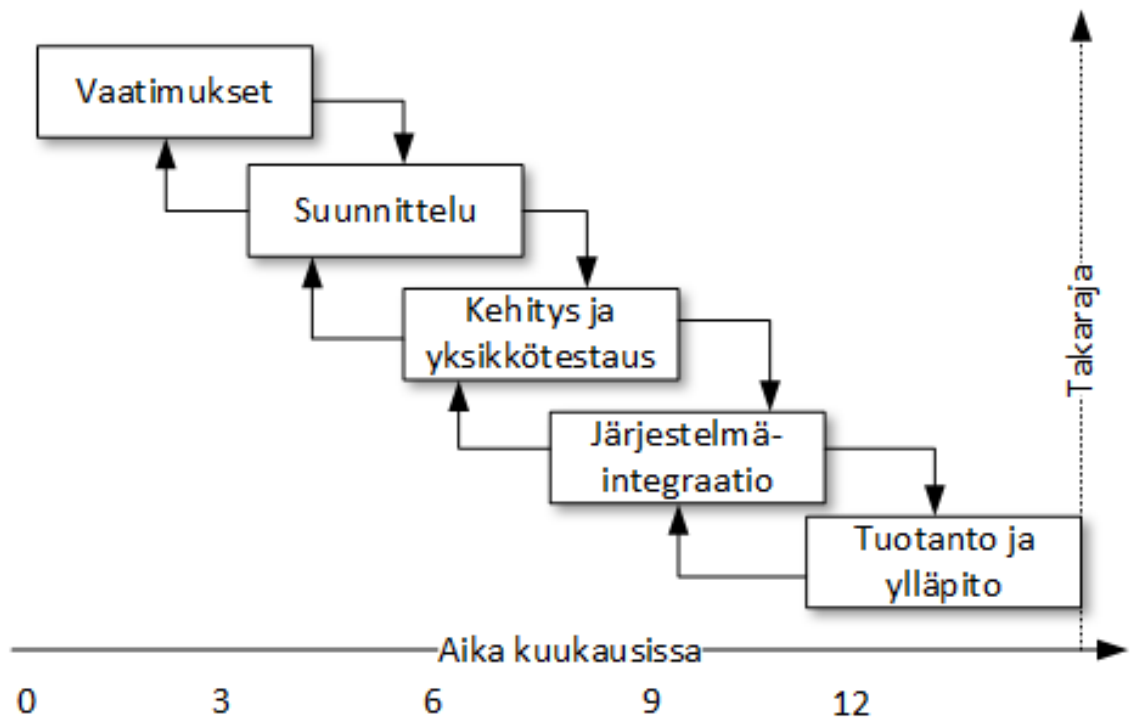 Vaatimukset
Suunnittelu
Kehitys ja
yksikkötestaus
Järjestelmä-
integraatio
Tuotanto ja
ylläpito
Takaraja
Aika kuukausissa
0 3 6 9 12